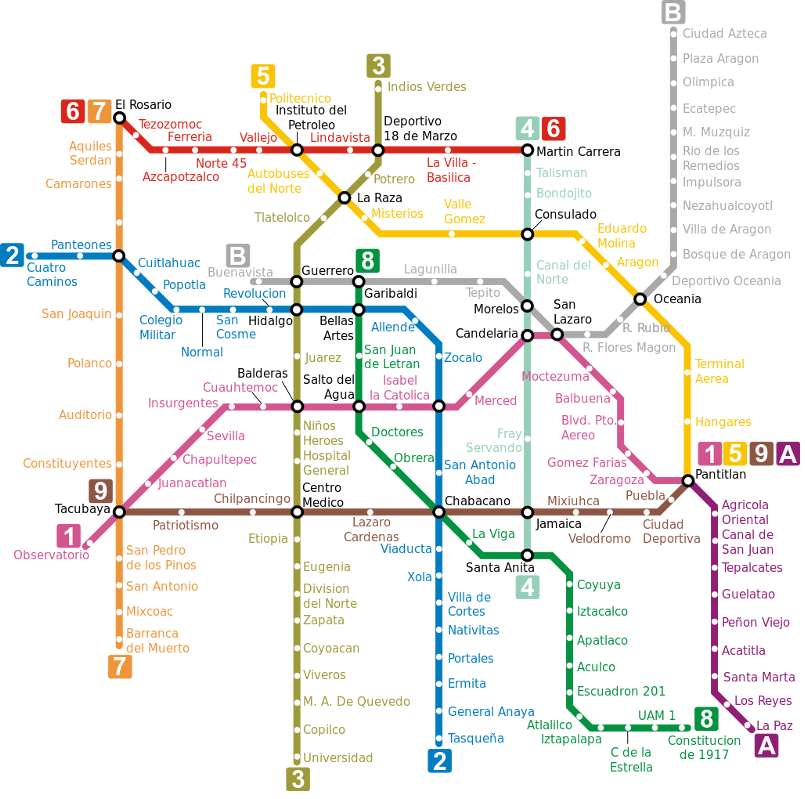 B
Ciudad Azteca
Plaza Aragon
Olimpica
Ecatepec
M. Muzquiz
Rio de los
Remedios
Impulsora
Nezahualcoyotl
Villa de Aragon
Bosque de Aragon
Deportivo Oceania
Oceania
R. Rubio
R. Flores Magon
3
Indios Verdes
5
Politecnico
Instituto del
Petroleo
Deportivo
18 de Marzo
6
7
El Rosario
Tezozomoc
Ferreria
Vallejo
Lindavista
Azcapotzalco
Norte 45
La Villa -
Basilica
4
6
Martin Carrera
Talisman
Bondojito
Consulado
Aquiles
Serdan
Camarones
Autobuses
del Norte
Potrero
La Raza
Tlatelolco
Misterios
Valle
Gomez
Eduardo
Molina
Aragon
2
Panteones
Cuatro
Caminos
Cuitlahuac
Popotla
Colegio
Militar
Normal
San
Cosme
Revolucion
Hidalgo
B
Buenavista
Guerrero
8
Garibaldi
Lagunilla
Tepito
Canal del
Norte
Morelos
San
Lazaro
Candelaria
Bellas
Artes
Allende
Zocalo
San Joaquin
Polanco
Auditorio
Constituyentes
Juarez
San Juan
de Letran
Balderas
Cuauhtemoc
Insurgentes
Salto del
Agua
Isabel
la Catolica
Merced
Moctezuma
Balbuena
Blvd. Pto.
Aereo
Gomez Farias
Zaragoza
Terminal
Aerea
Hangares
Sevilla
Chapultepec
Juanacatlan
Niños
Heroes
Hospital
General
Doctores
Obrera
San Antonio
Abad
Fray
Servando
1
5
9
A
Pantitlan
9
Tacubaya
1
Observatorio
Patriotismo
Chilpancingo
Centro
Medico
Lazaro
Cardenas
Chabacano
Jamaica
Mixiuhca
Velodromo
Ciudad
Deportiva
Puebla
Etiopia
La Viga
Santa Anita
4
San Pedro
de los Pinos
San Antonio
Mixcoac
Barranca
del Muerto
7
Eugenia
Division
del Norte
Zapata
Coyoacan
Viveros
M. A. De Quevedo
Copilco
Universidad
3
Viaducta
Xola
Villa de
Cortes
Nativitas
Portales
Ermita
General Anaya
Tasqueña
2
Coyuya
Iztacalco
Apatlaco
Aculco
Escuadron 201
Atlalilco
Iztapalapa
C de la
Estrella
UAM 1
8
Constitucion
de 1917
Agricola
Oriental
Canal de
San Juan
Tepalcates
Guelatao
Peñon Viejo
Acatitla
Santa Marta
Los Reyes
La Paz
A